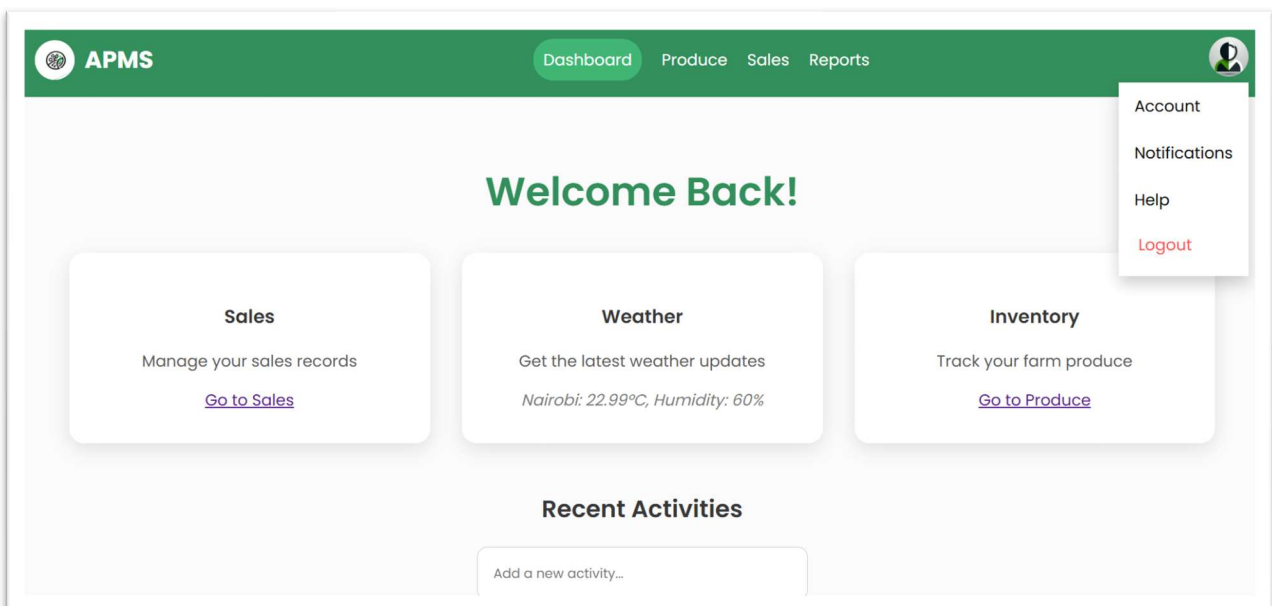 APMS
Dashboard Produce Sales Reports
Account
Notifications
Help
Logout
Welcome Back!
Sales
Manage your sales records
Go to Sales
Weather
Get the latest weather updates
Nairobi: 22.99°C, Humidity: 60%
Inventory
Track your farm produce
Go to Produce
Recent Activities
Add a new activity...